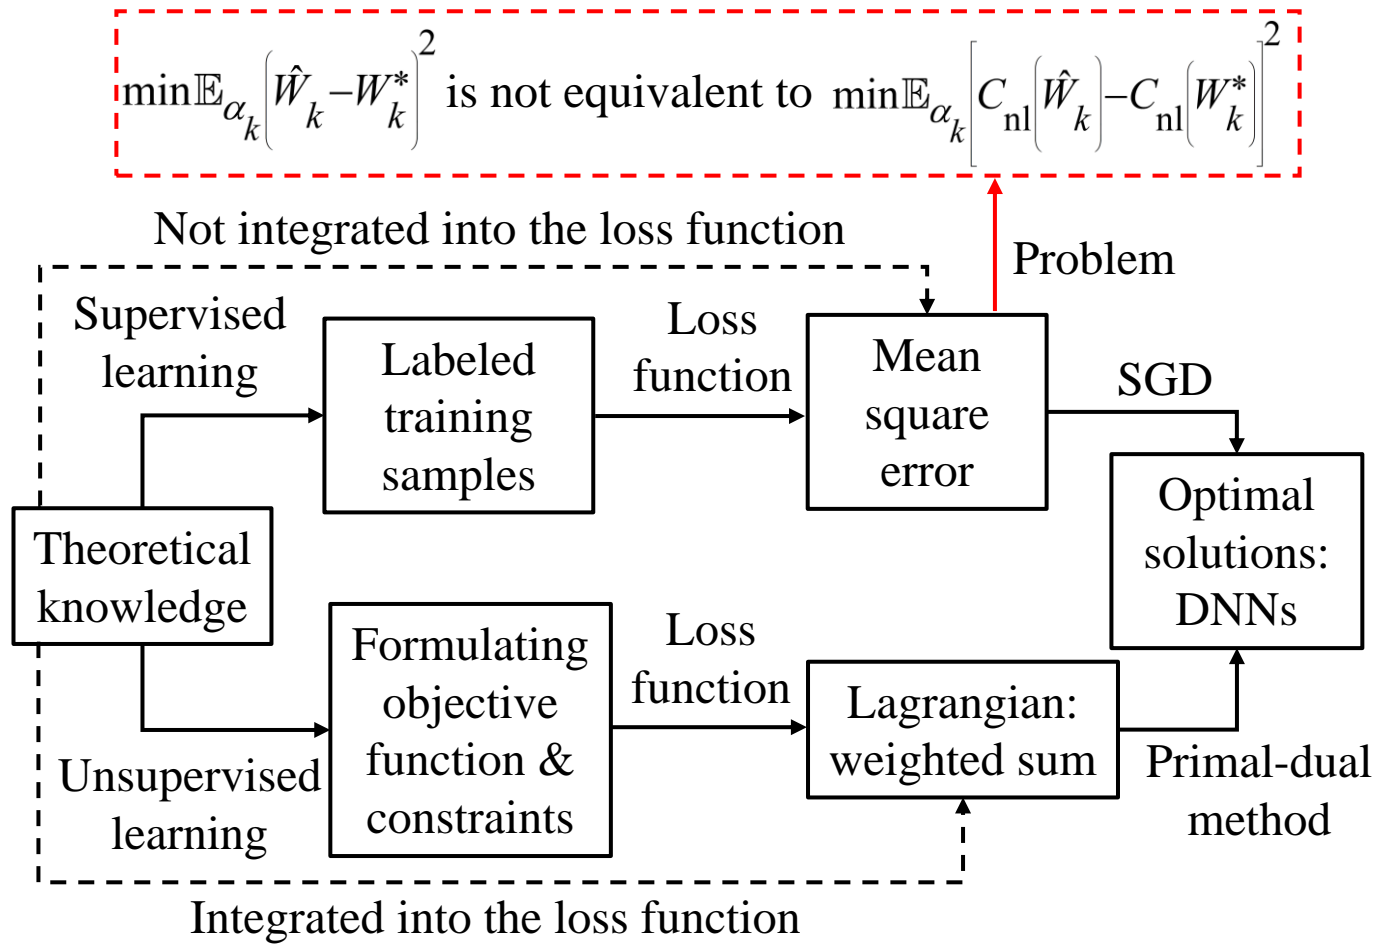 min𝔼_{α_k}(Ŵ_k−W_k^*)^2 is not equivalent to min𝔼_{α_k}[C_nl(Ŵ_k)−C_nl(W_k^*)]^2
Not integrated into the loss function
Problem
Supervised
learning
Labeled
training
samples
Loss
function
Mean
square
error
SGD
Optimal
solutions:
DNNs
Theoretical
knowledge
Unsupervised
learning
Formulating
objective
function &
constraints
Loss
function
Lagrangian:
weighted sum
Primal-dual
method
Integrated into the loss function